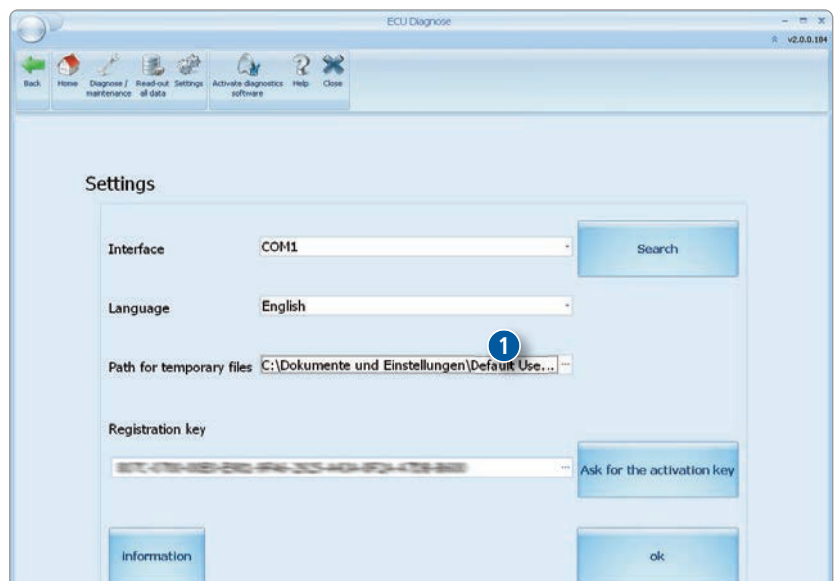 ECU Diagnose
v2.0.0.184
Back
Home
Diagnose / maintenance
Read-out all data
Settings
Activate diagnostics software
Help
Close
Settings
Interface
COM1
Search
Language
English
1
Path for temporary files
C:\Dokumente und Einstellungen\Default Use...
Registration key
Ask for the activation key
information
ok